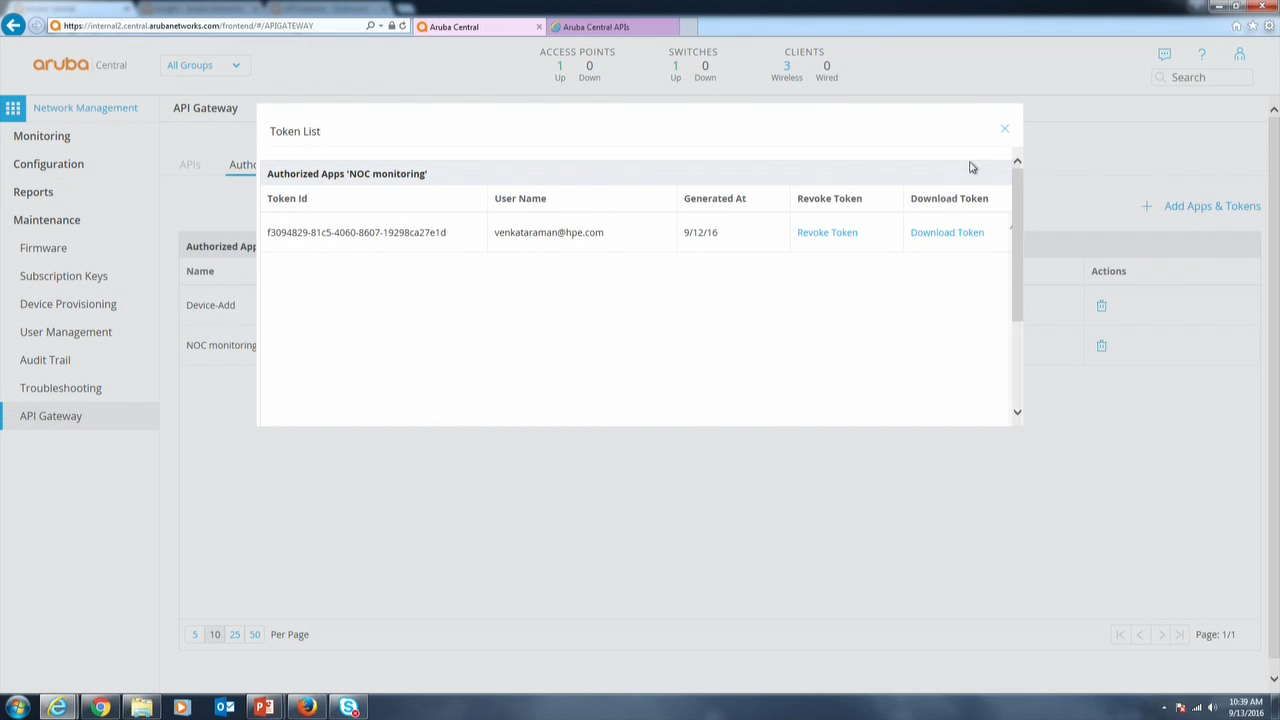 https://internal2.central.arubanetworks.com/frontend/#/APIGATEWAY
Aruba Central
Aruba Central APIs
aruba Central
All Groups
ACCESS POINTS
1 0
Up Down
SWITCHES
1 0
Up Down
CLIENTS
3 0
Wireless Wired
Search
Network Management
API Gateway
Monitoring
Configuration
Reports
Maintenance
Firmware
Subscription Keys
Device Provisioning
User Management
Audit Trail
Troubleshooting
API Gateway
APIs
Autho
+ Add Apps & Tokens
Authorized App
Name
Actions
Device-Add
NOC monitoring
Token List
Authorized Apps 'NOC monitoring'
Token Id User Name Generated At Revoke Token Download Token
f3094829-81c5-4060-8607-19298ca27e1d venkataraman@hpe.com 9/12/16 Revoke Token Download Token
5 10 25 50 Per Page
Page: 1/1
10:39 AM
9/13/2016